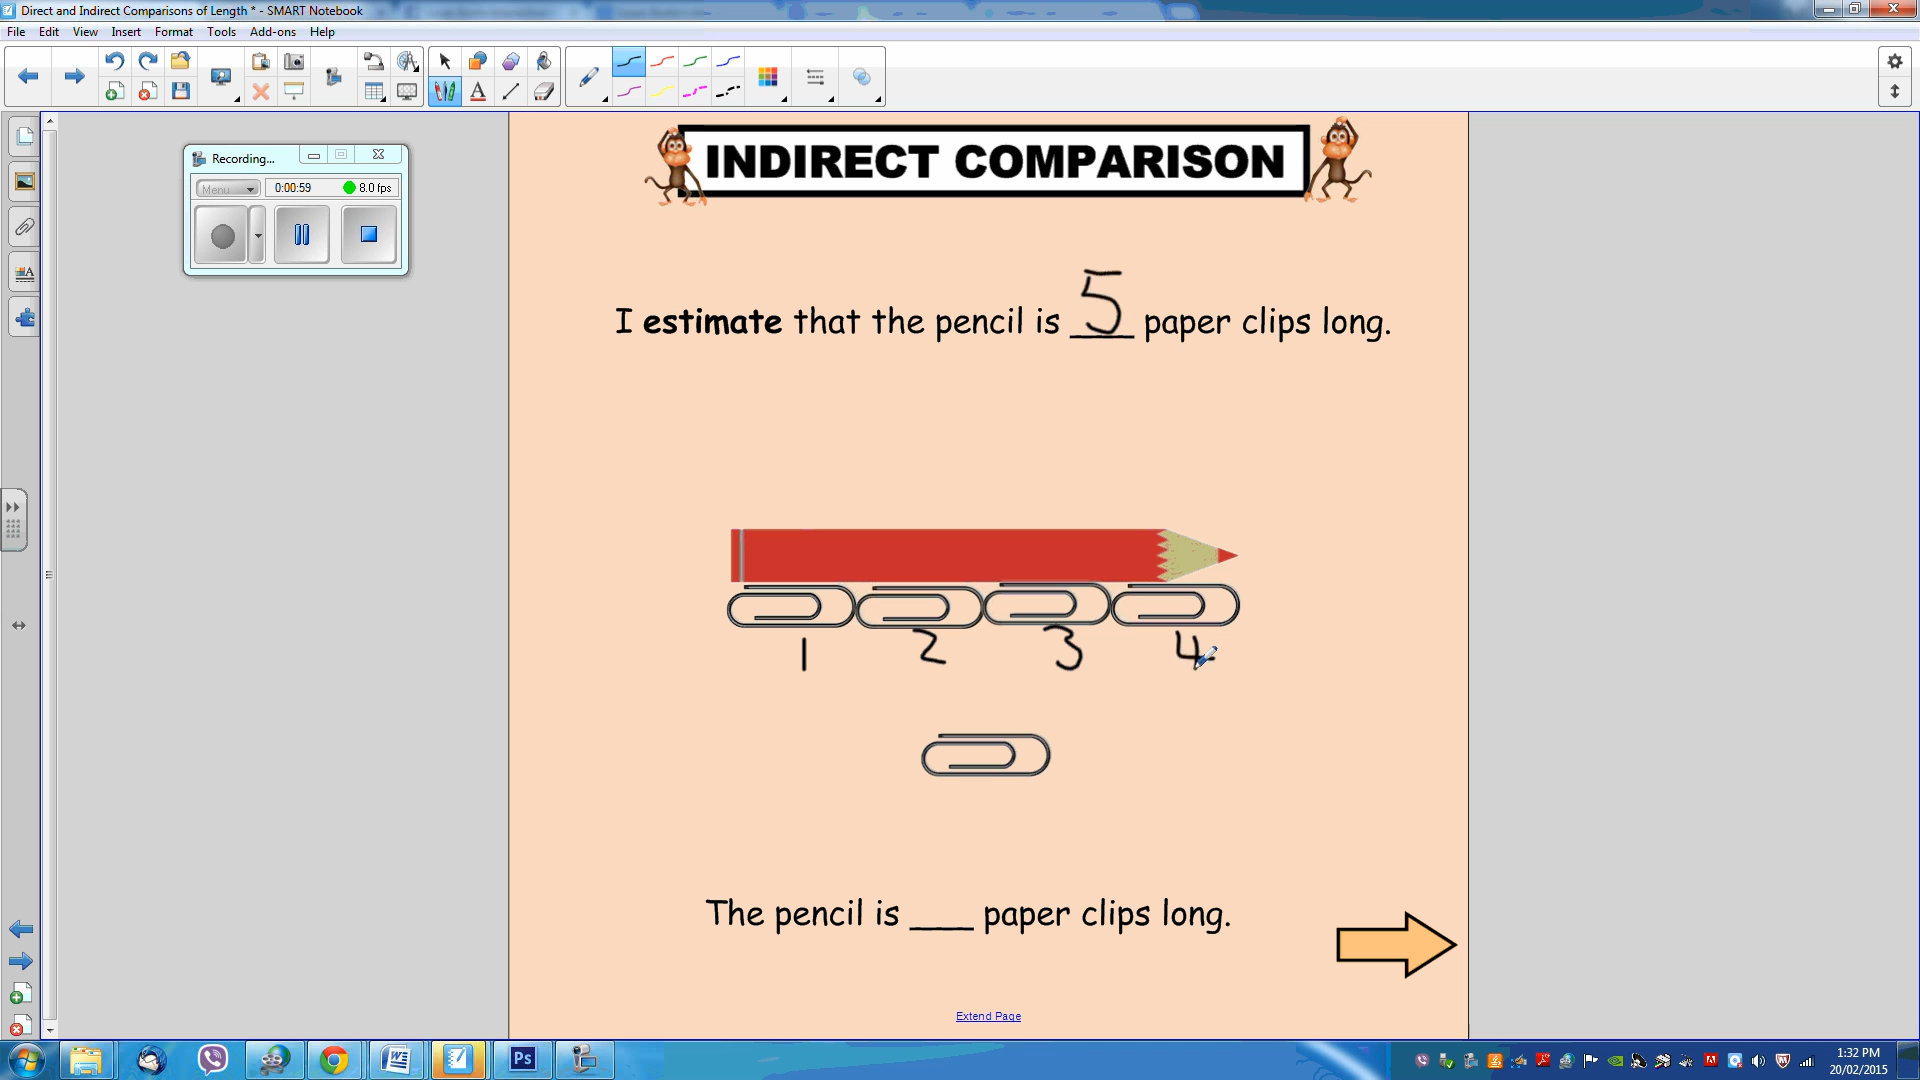 Direct and Indirect Comparisons of Length * - SMART Notebook
File Edit View Insert Format Tools Add-ons Help
Recording...
Menu 0:00:59 8.0 fps
INDIRECT COMPARISON
I estimate that the pencil is 5 paper clips long.
1 2 3 4
The pencil is ___ paper clips long.
Extend Page
1:32 PM
20/02/2015